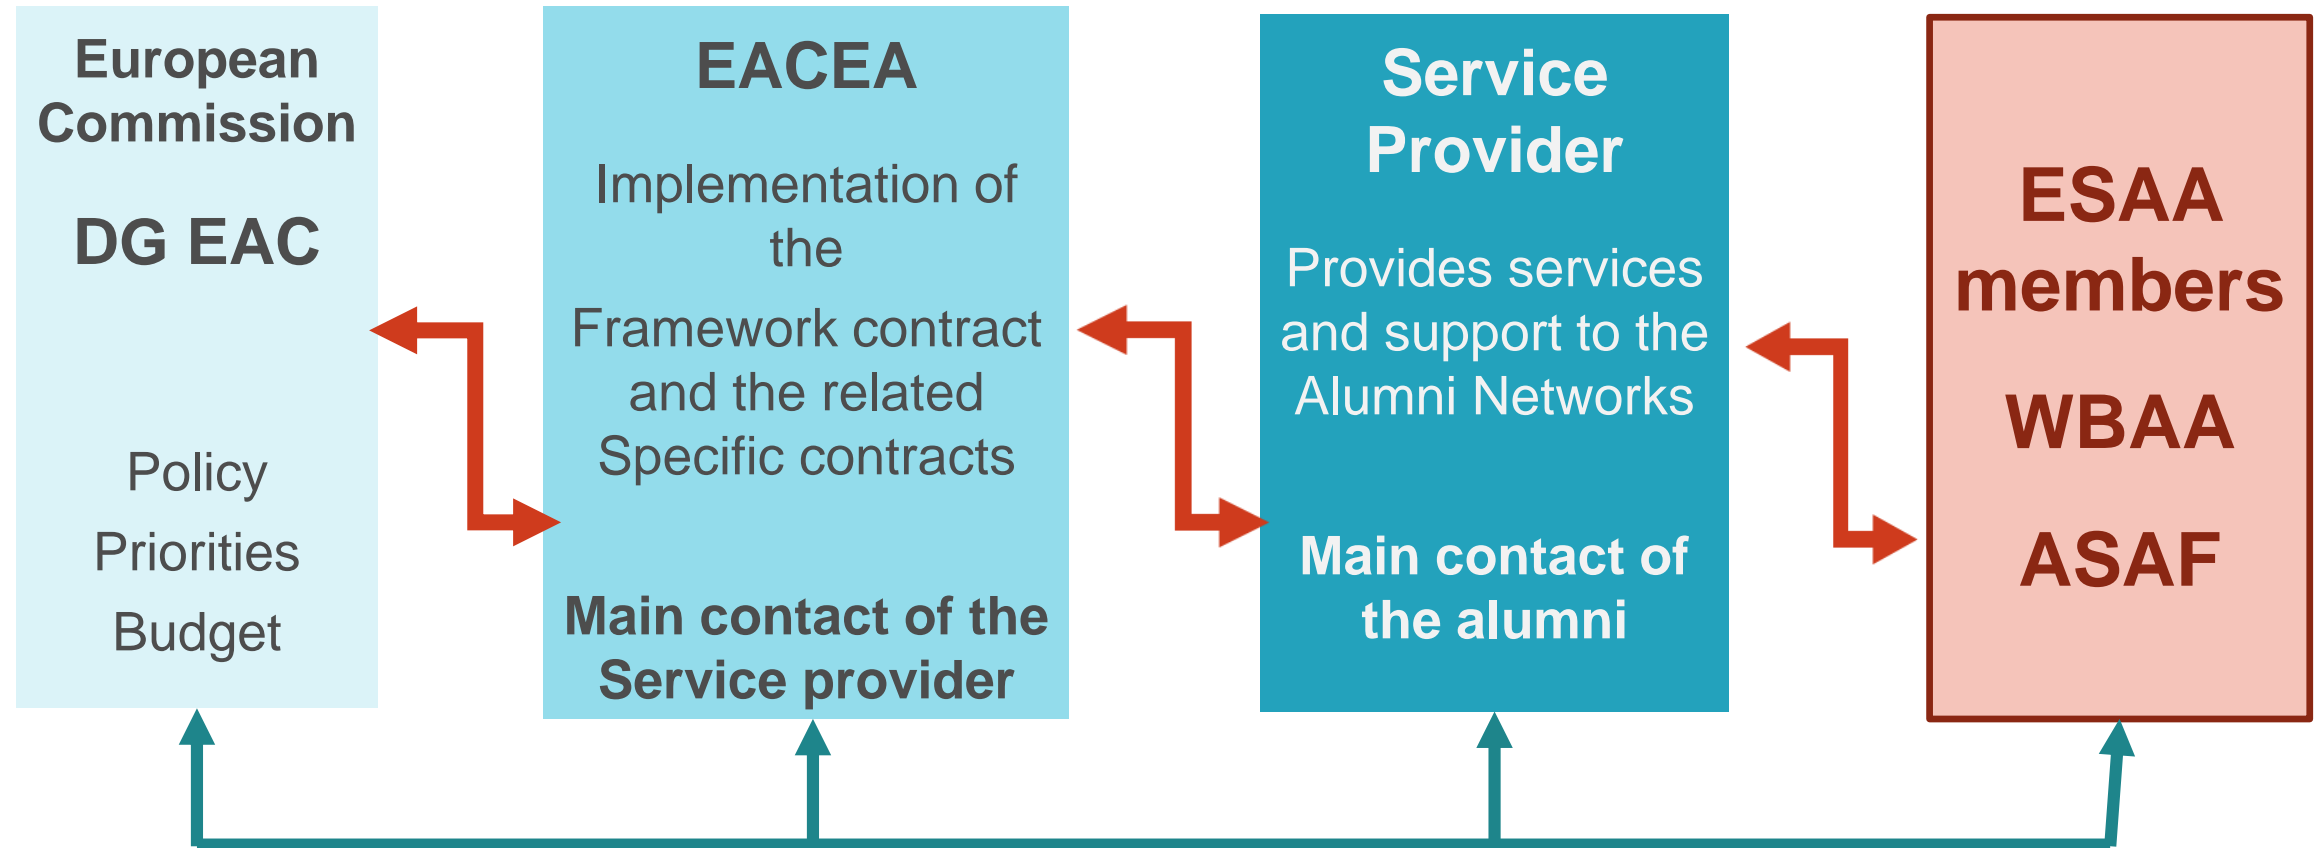 European
Commission
DG EAC
Policy
Priorities
Budget
EACEA
Implementation of
the
Framework contract
and the related
Specific contracts
Main contact of the
Service provider
Service
Provider
Provides services
and support to the
Alumni Networks
Main contact of
the alumni
ESAA
members
WBAA
ASAF